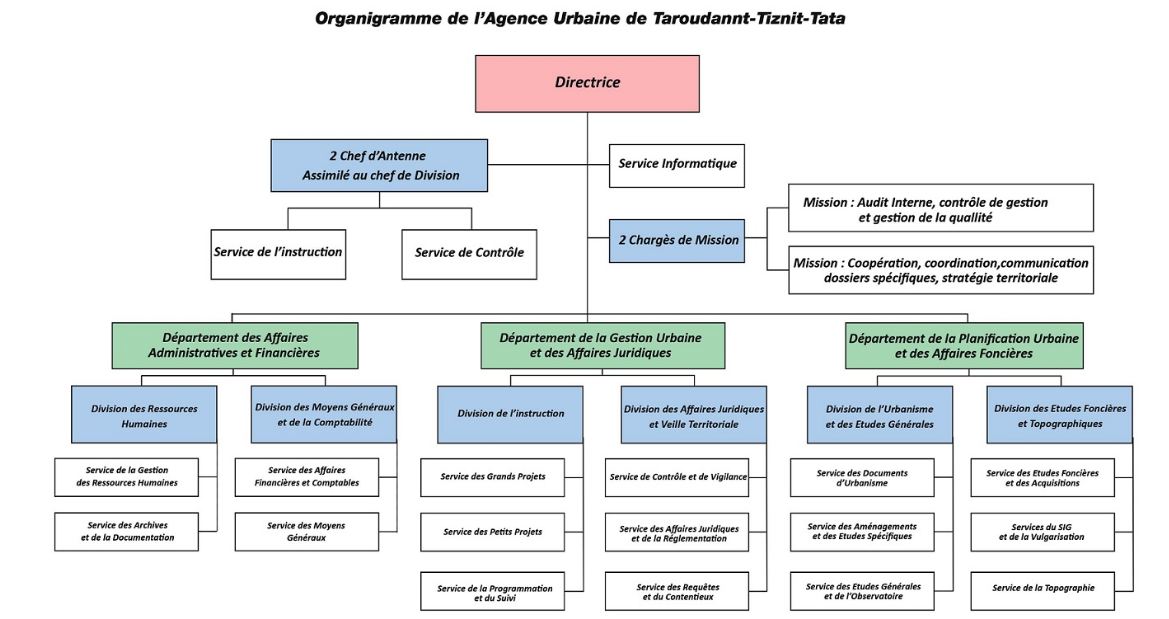 Organigramme de l'Agence Urbaine de Taroudannt-Tiznit-Tata
Directrice
2 Chef d'Antenne
Assimilé au chef de Division
Service Informatique
Service de l'instruction
Service de Contrôle
2 Chargès de Mission
Mission : Audit Interne, contrôle de gestion
et gestion de la quallité
Mission : Coopération, coordination,communication
dossiers spécifiques, stratégie territoriale
Département des Affaires
Administratives et Financières
Département de la Gestion Urbaine
et des Affaires Juridiques
Département de la Planification Urbaine
et des Affaires Foncières
Division des Ressources
Humaines
Division des Moyens Généraux
et de la Comptabilité
Division de l'instruction
Division des Affaires Juridiques
et Veille Territoriale
Division de l'Urbanisme
et des Etudes Générales
Division des Etudes Foncières
et Topographiques
Service de la Gestion
des Ressources Humaines
Service des Affaires
Financières et Comptables
Service des Grands Projets
Service de Contrôle et de Vigilance
Service des Documents
d'Urbanisme
Service des Etudes Foncières
et des Acquisitions
Service des Archives
et de la Documentation
Service des Moyens
Généraux
Service des Petits Projets
Service des Affaires Juridiques
et de la Réglementation
Service des Aménagements
et des Etudes Spécifiques
Services du SIG
et de la Vulgarisation
Service de la Programmation
et du Suivi
Service des Requêtes
et du Contentieux
Service des Etudes Générales
et de l'Observatoire
Service de la Topographie